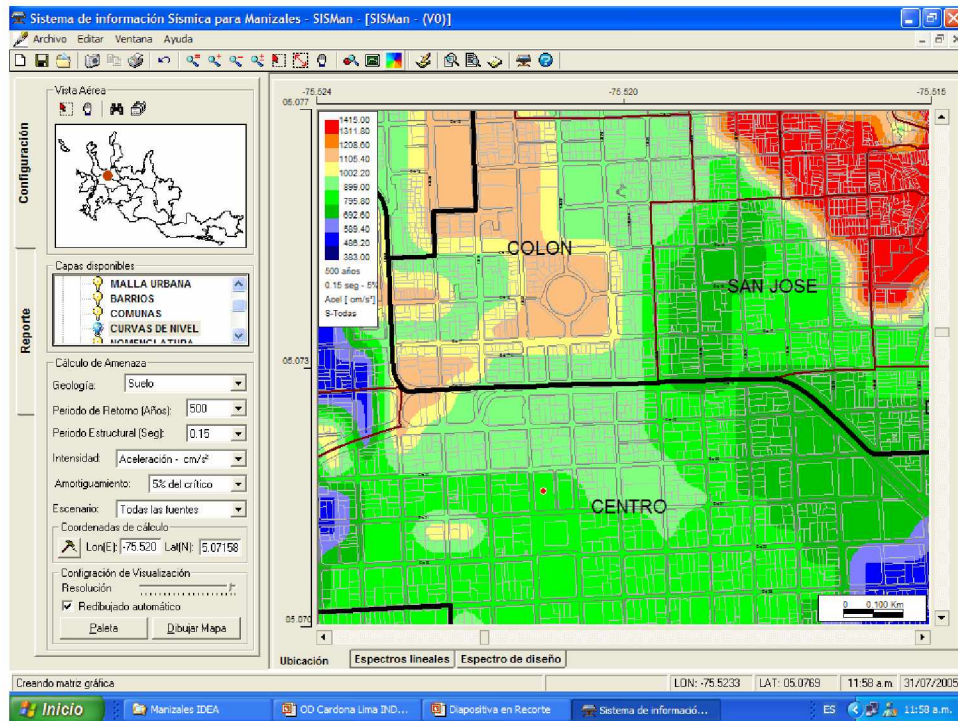 Sistema de información Sísmica para Manizales - SISMan - [SISMan - (V0)]
Archivo Editar Ventana Ayuda
Configuración
Reporte
Vista Aérea
Capas disponibles
MALLA URBANA
BARRIOS
COMUNAS
CURVAS DE NIVEL
NOMENCLATURA
Cálculo de Amenaza
Geología: Suelo
Periodo de Retorno (Años): 500
Periodo Estructural (Seg): 0.15
Intensidad: Aceleración - cm/s²
Amortiguamiento: 5% del crítico
Escenario: Todas las fuentes
Coordenadas de cálculo
Lon(E): -75.520 Lat(N): 5.07158
Configración de Visualización
Resolución
Redibujado automático
Paleta Dibujar Mapa
-75.524 -75.520 -75.515
05.077
05.073
05.070
1415.00
1311.80
1208.60
1105.40
1002.20
899.00
795.80
692.60
589.40
486.20
383.00
500 años
0.15 seg - 5%
Acel [ cm/s²]
S-Todas
COLON
SAN JOSE
CENTRO
0 0.100 Km
Ubicación Espectros lineales Espectro de diseño
Creando matriz gráfica LON: -75.5233 LAT: 05.0769 11:58 a.m. 31/07/2005
Inicio Manizales IDEA OD Cardona Lima IND... Diapositiva en Recorte Sistema de informació... ES 11:58 a.m.